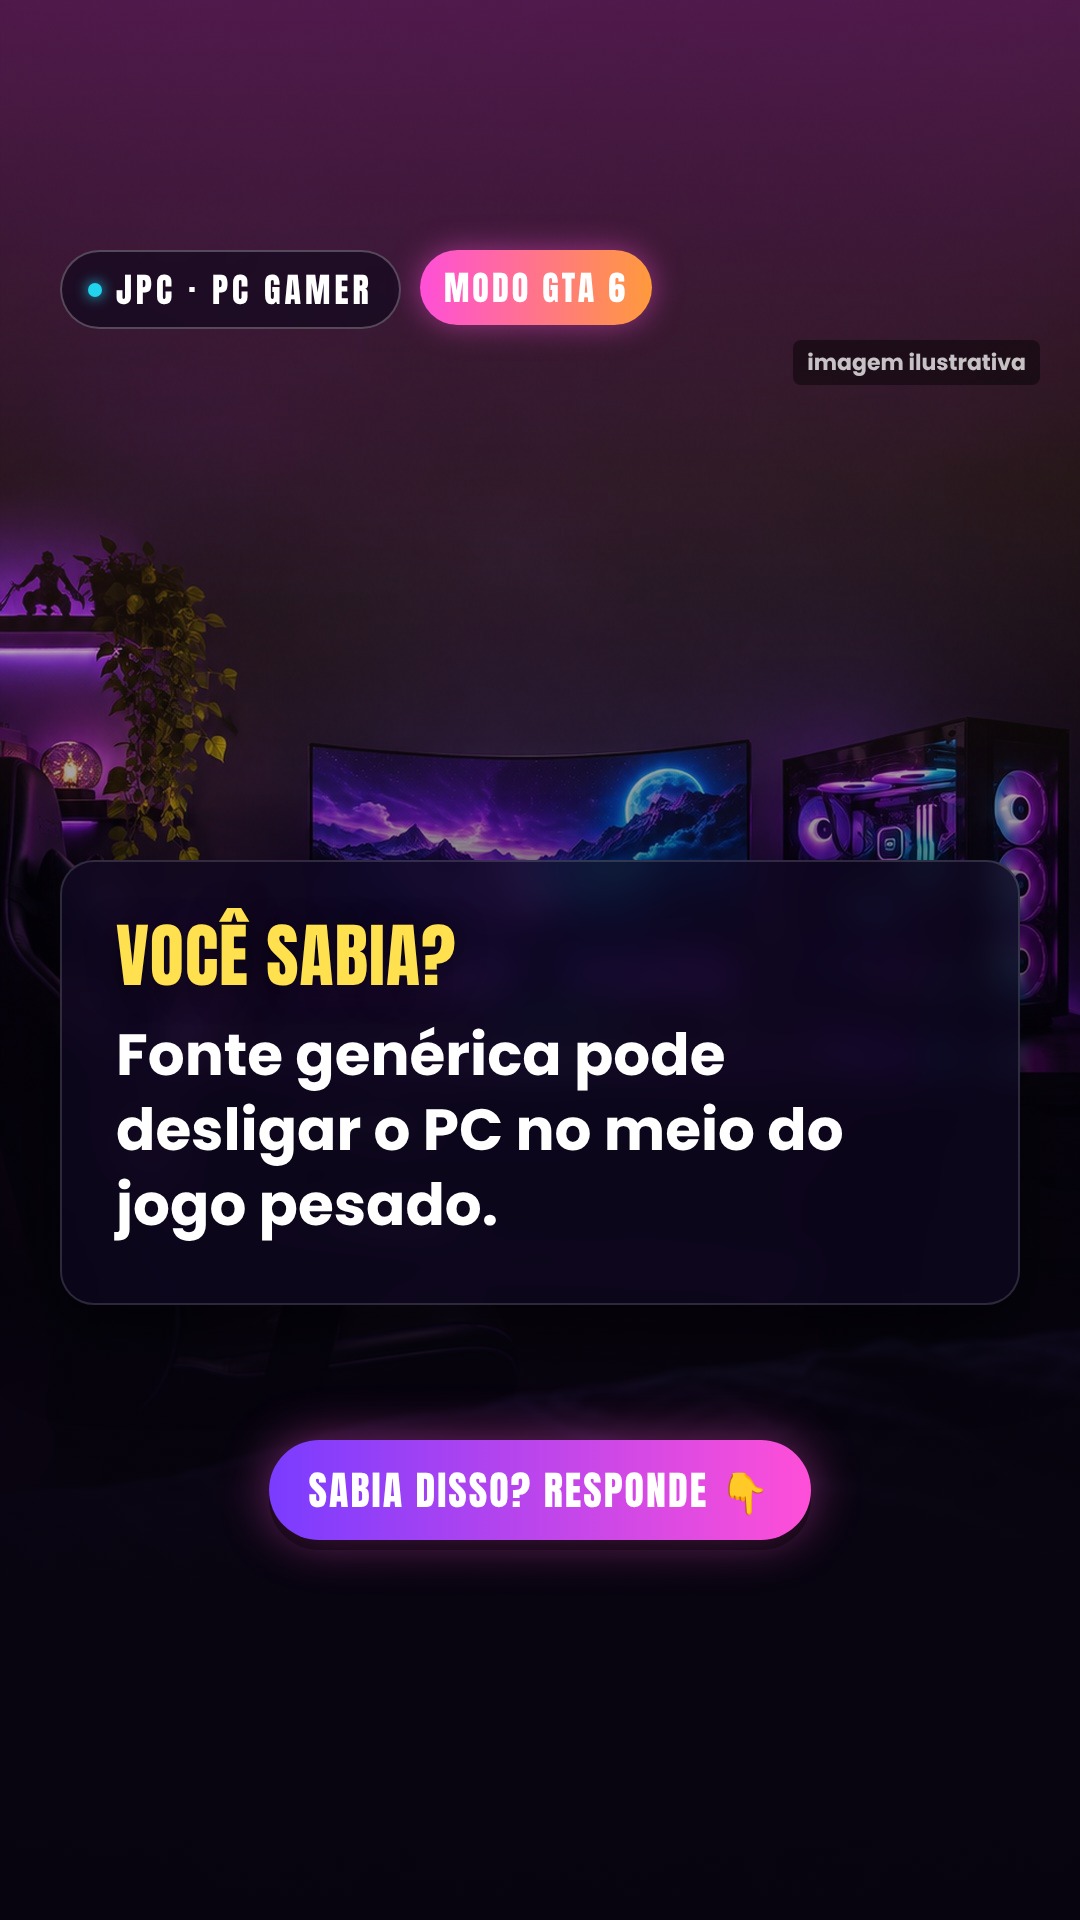 JPC · PC GAMER
MODO GTA 6
imagem ilustrativa
VOCÊ SABIA?
Fonte genérica pode
desligar o PC no meio do
jogo pesado.
SABIA DISSO? RESPONDE 👇